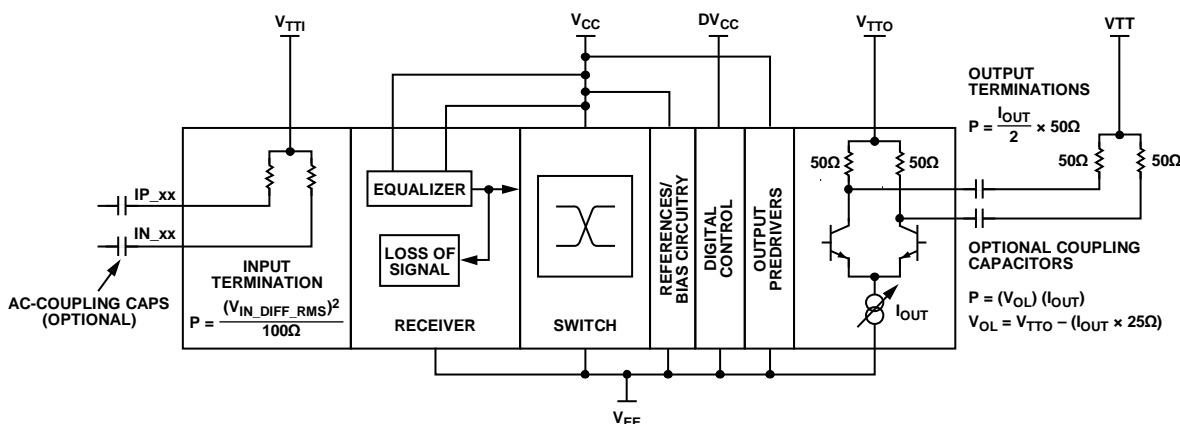 VTTI
VCC
DVCC
VTTO
VTT
OUTPUT
TERMINATIONS
P = IOUT/2 × 50Ω
50Ω
50Ω
50Ω
50Ω
IP_xx
IN_xx
AC-COUPLING CAPS
(OPTIONAL)
INPUT
TERMINATION
P = (VIN_DIFF_RMS)²/100Ω
EQUALIZER
LOSS OF
SIGNAL
RECEIVER
SWITCH
REFERENCES/
BIAS CIRCUITRY
DIGITAL
CONTROL
OUTPUT
PREDRIVERS
IOUT
OPTIONAL COUPLING
CAPACITORS
P = (VOL) (IOUT)
VOL = VTTO – (IOUT × 25Ω)
VEE